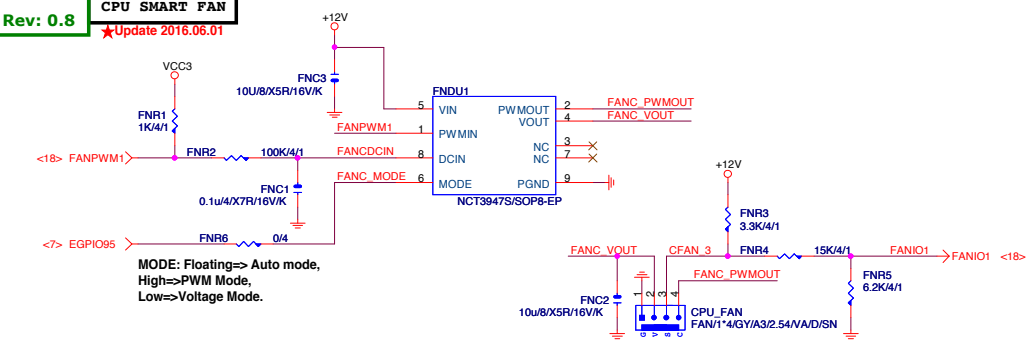 Rev: 0.8
CPU SMART FAN
★Update 2016.06.01
+12V
VCC3
FNC3
10U/8/X5R/16V/K
FNR1
1K/4/1
FNDU1
5 VIN
1 PWMIN
8 DCIN
6 MODE
PWMOUT 2
VOUT 4
NC 3
NC 7
PGND 9
NCT3947S/SOP8-EP
FANC_PWMOUT
FANC_VOUT
FANPWM1
<18> FANPWM1
FNR2 100K/4/1
FANCDCIN
FANC_MODE
FNC1
0.1u/4/X7R/16V/K
<7> EGPIO95
FNR6 0/4
MODE: Floating=> Auto mode,
High=>PWM Mode,
Low=>Voltage Mode.
+12V
FNR3
3.3K/4/1
FANC_VOUT
CFAN_3
FNR4 15K/4/1
FANIO1
FANIO1 <18>
FANC_PWMOUT
FNR5
6.2K/4/1
FNC2
10u/8/X5R/16V/K
1 2 3 4
G V S C
CPU_FAN
FAN/1*4/GY/A3/2.54/VA/D/SN